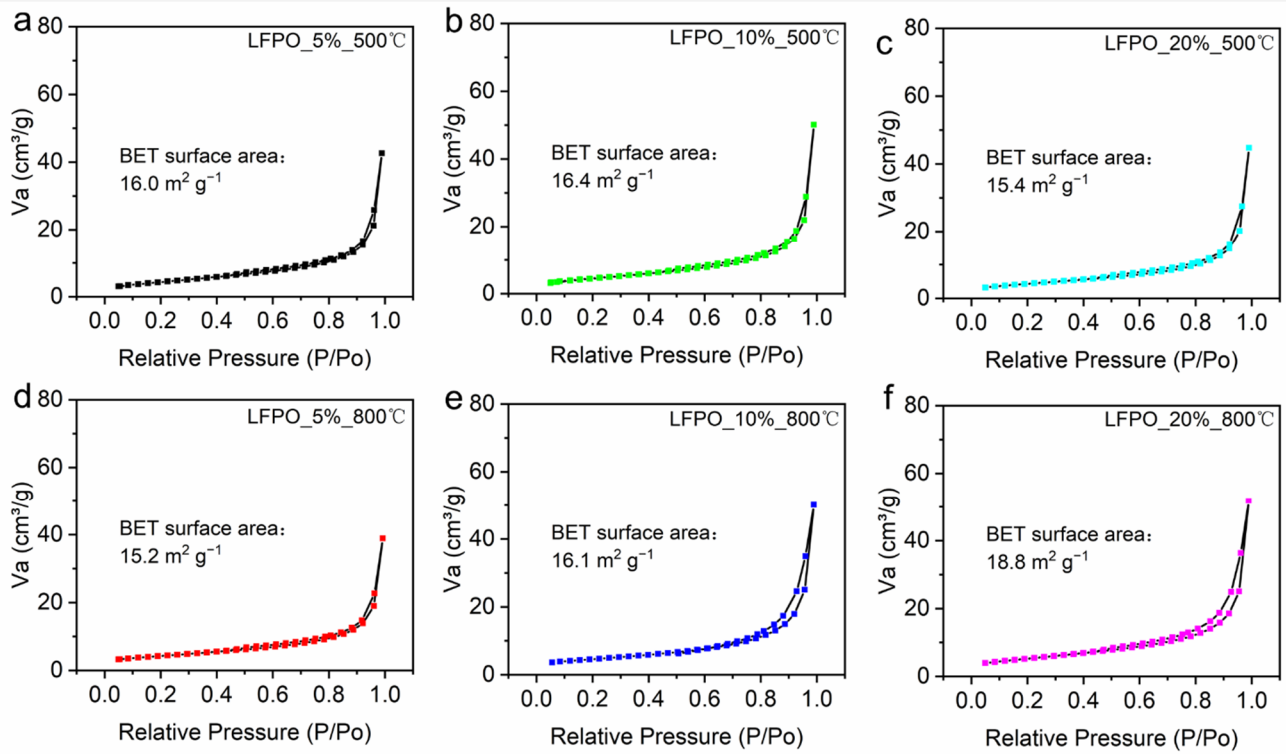 a
LFPO_5%_500℃
BET surface area：
16.0 m² g⁻¹
Va (cm³/g)
80
60
40
20
0
0.0 0.2 0.4 0.6 0.8 1.0
Relative Pressure (P/Po)
b
LFPO_10%_500℃
BET surface area：
16.4 m² g⁻¹
Va (cm³/g)
80
60
40
20
0
0.0 0.2 0.4 0.6 0.8 1.0
Relative Pressure (P/Po)
c
LFPO_20%_500℃
BET surface area：
15.4 m² g⁻¹
Va (cm³/g)
80
60
40
20
0
0.0 0.2 0.4 0.6 0.8 1.0
Relative Pressure (P/Po)
d
LFPO_5%_800℃
BET surface area：
15.2 m² g⁻¹
Va (cm³/g)
80
60
40
20
0
0.0 0.2 0.4 0.6 0.8 1.0
Relative Pressure (P/Po)
e
LFPO_10%_800℃
BET surface area：
16.1 m² g⁻¹
Va (cm³/g)
80
60
40
20
0
0.0 0.2 0.4 0.6 0.8 1.0
Relative Pressure (P/Po)
f
LFPO_20%_800℃
BET surface area：
18.8 m² g⁻¹
Va (cm³/g)
80
60
40
20
0
0.0 0.2 0.4 0.6 0.8 1.0
Relative Pressure (P/Po)